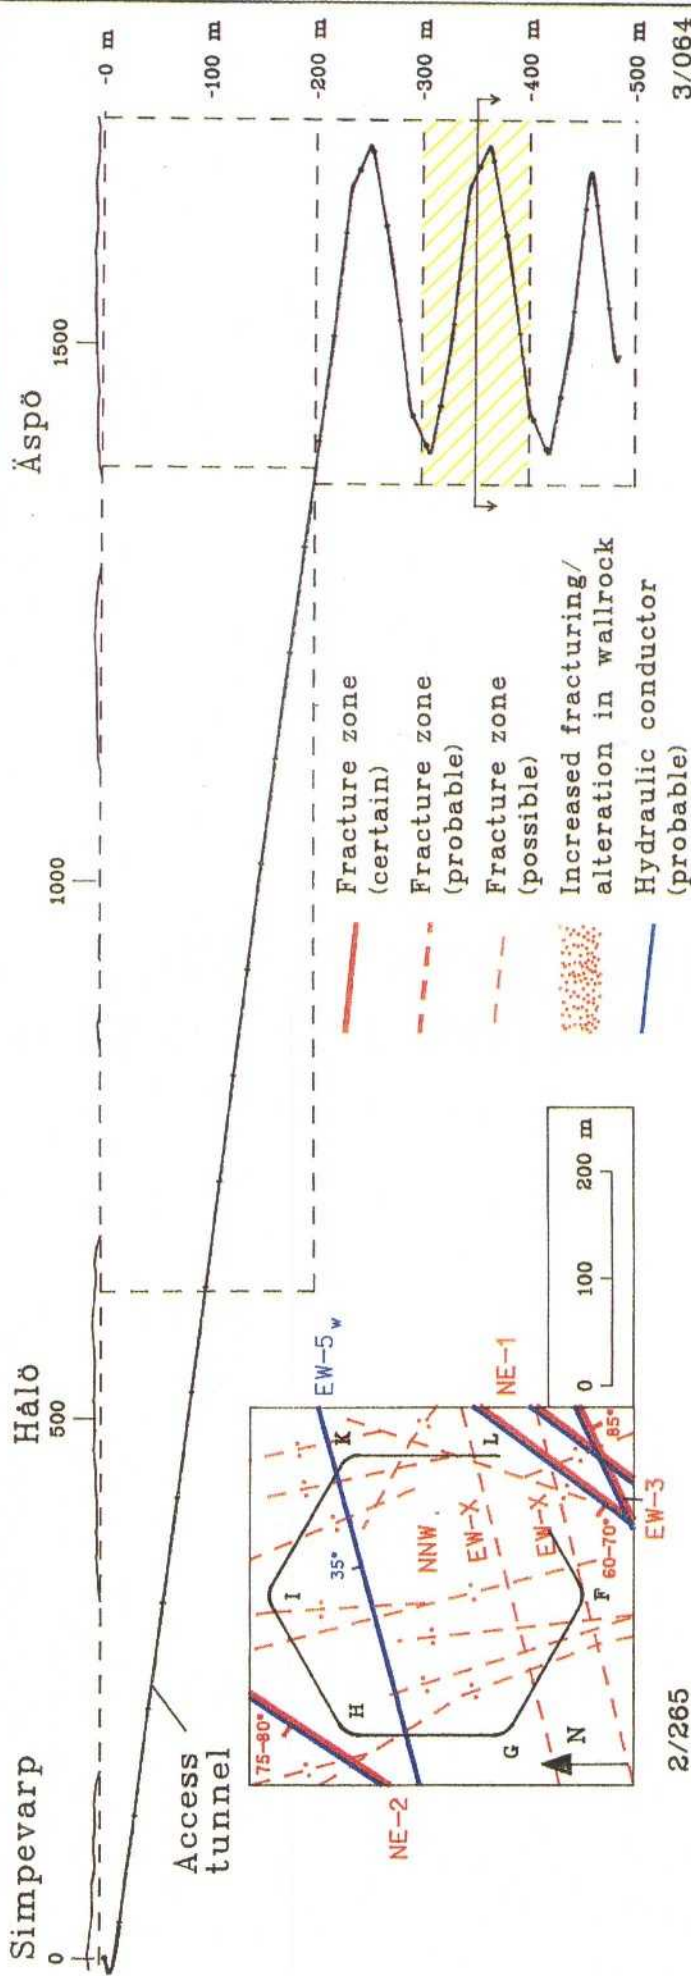 Simpevarp
Hålö
Äspö
0
500
1000
1500
-0 m
-100 m
-200 m
-300 m
-400 m
-500 m
Access
tunnel
Fracture zone
(certain)
Fracture zone
(probable)
Fracture zone
(possible)
Increased fracturing/
alteration in wallrock
Hydraulic conductor
(probable)
NE-2
75-80°
H
I
K
EW-5 w
35°
NNW
EW-X
EW-X
L
NE-1
G
F
N
60-70°
85°
EW-3
0
100
200 m
2/265
3/064